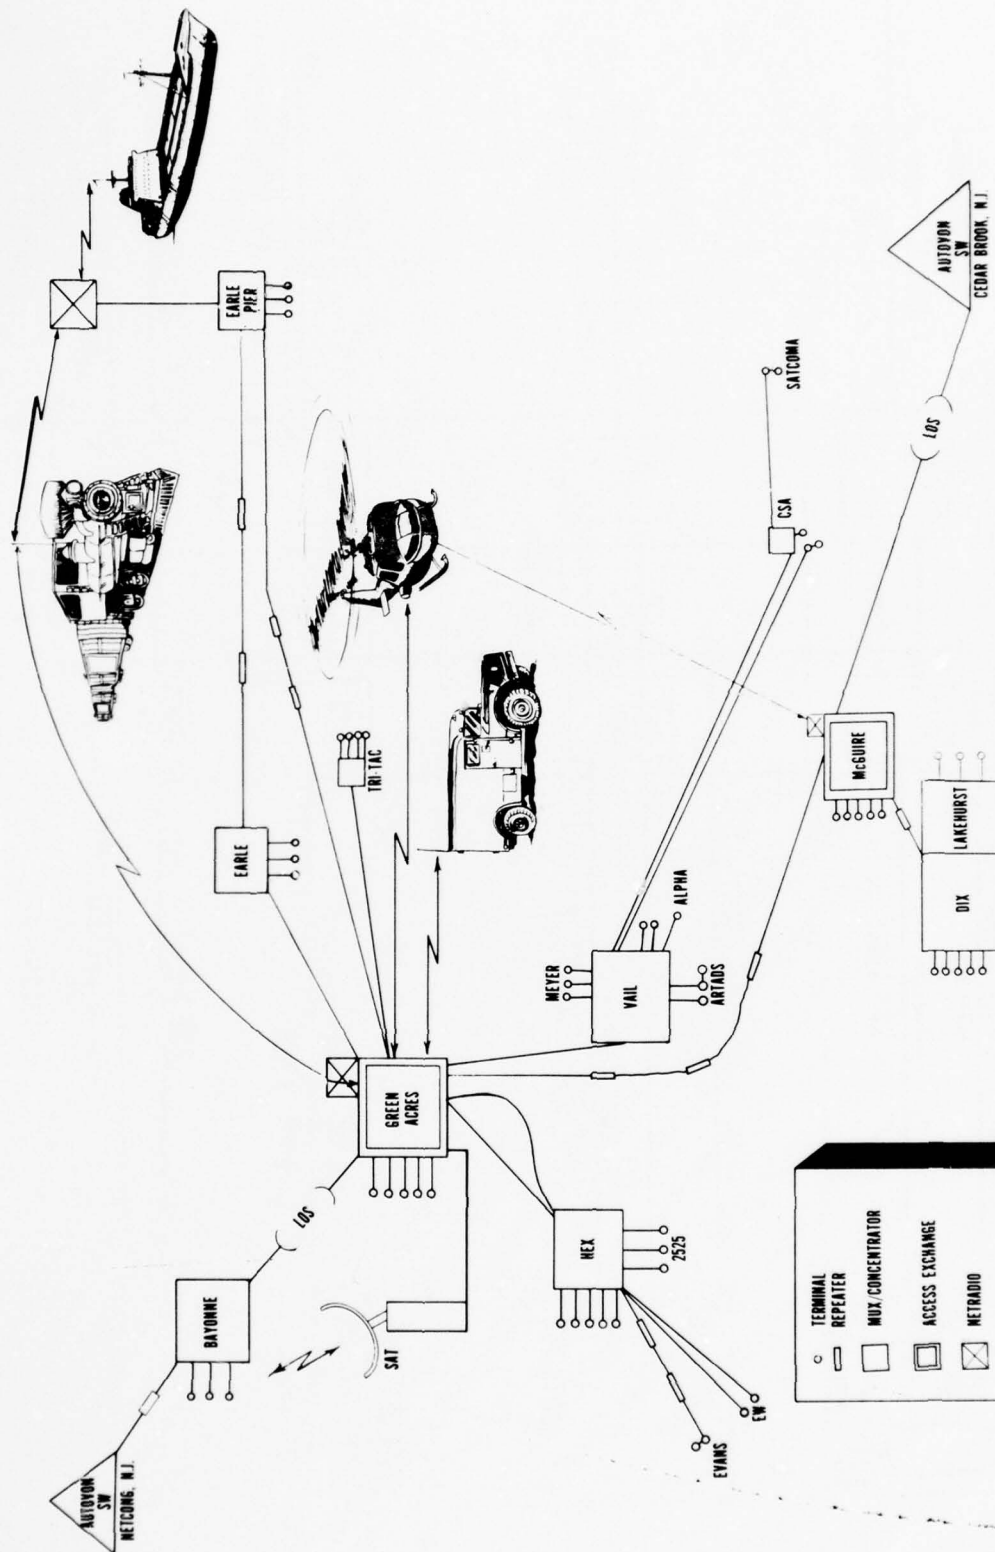 AUTOVON
SW
NETCONG, N.J.
BAYONNE
LOS
SAT
GREEN
ACRES
EARLE
EARLE
PIER
TRI-TAC
HEX
2525
EVANS
EW
MEYER
VAIL
ALPHA
ARTADS
CSA
SATCOMA
McGUIRE
DIX
LAKEHURST
LOS
AUTOVON
SW
CEDAR BROOK, N.J.
TERMINAL
REPEATER
MUX/CONCENTRATOR
ACCESS EXCHANGE
NETRADIO